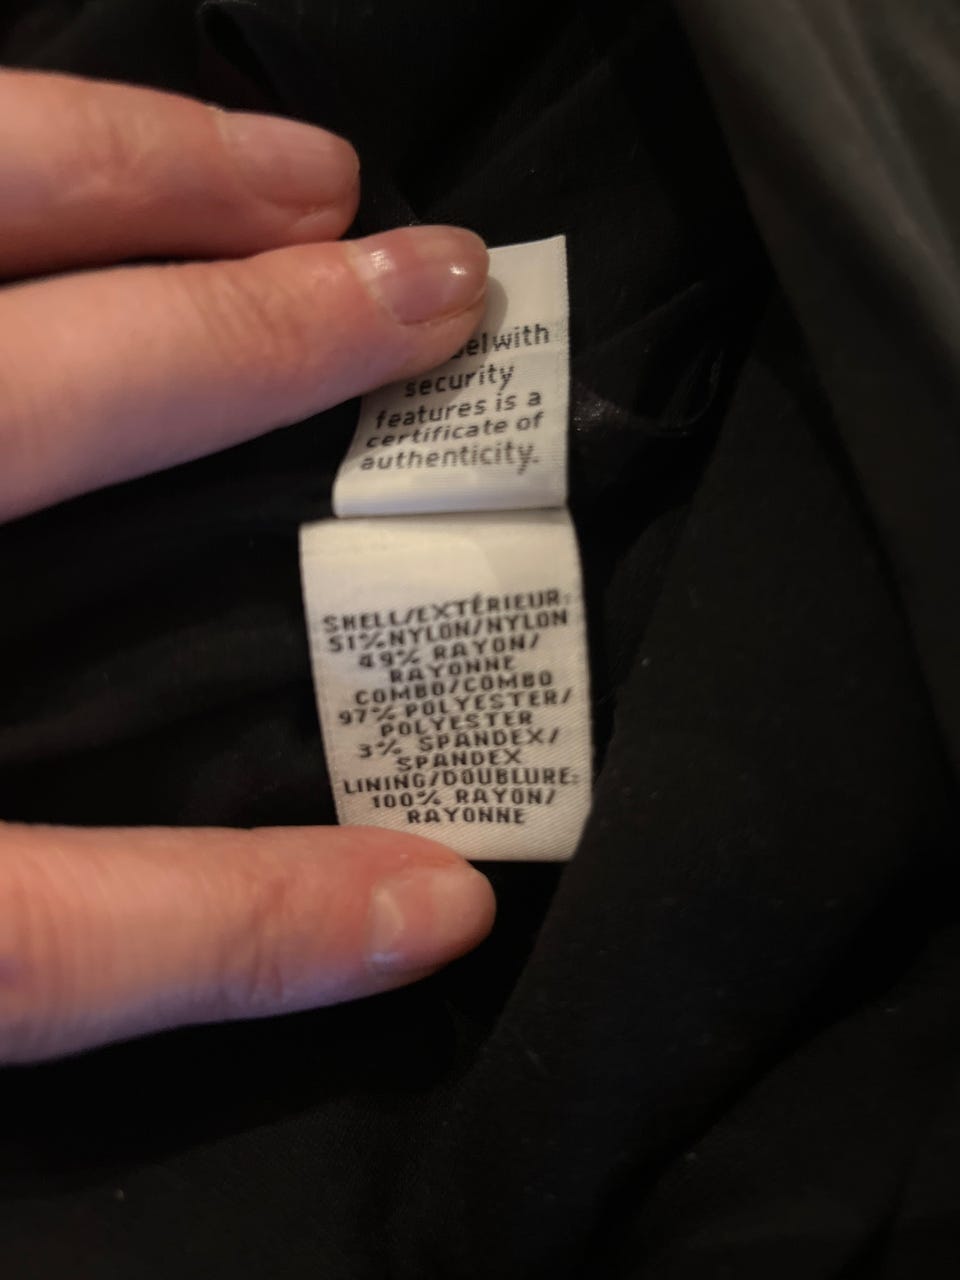 with
security
features is a
certificate of
authenticity.
SHELL/EXTÉRIEUR:
51% NYLON/NYLON
49% RAYON/
RAYONNE
COMBO/COMBO
97% POLYESTER/
POLYESTER
3% SPANDEX/
SPANDEX
LINING/DOUBLURE:
100% RAYON/
RAYONNE